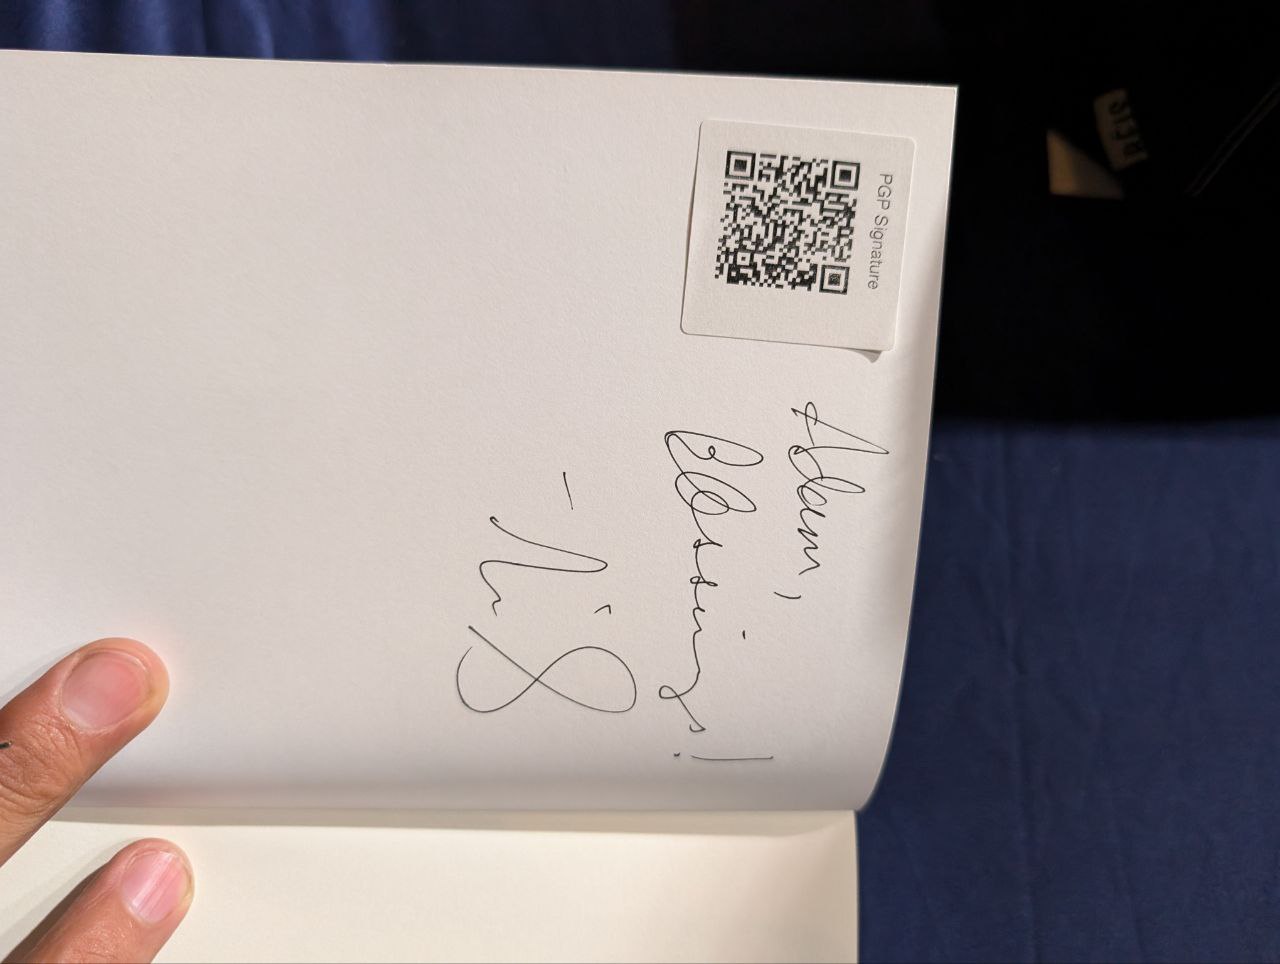 PGP Signature
Adam,
Blessings!